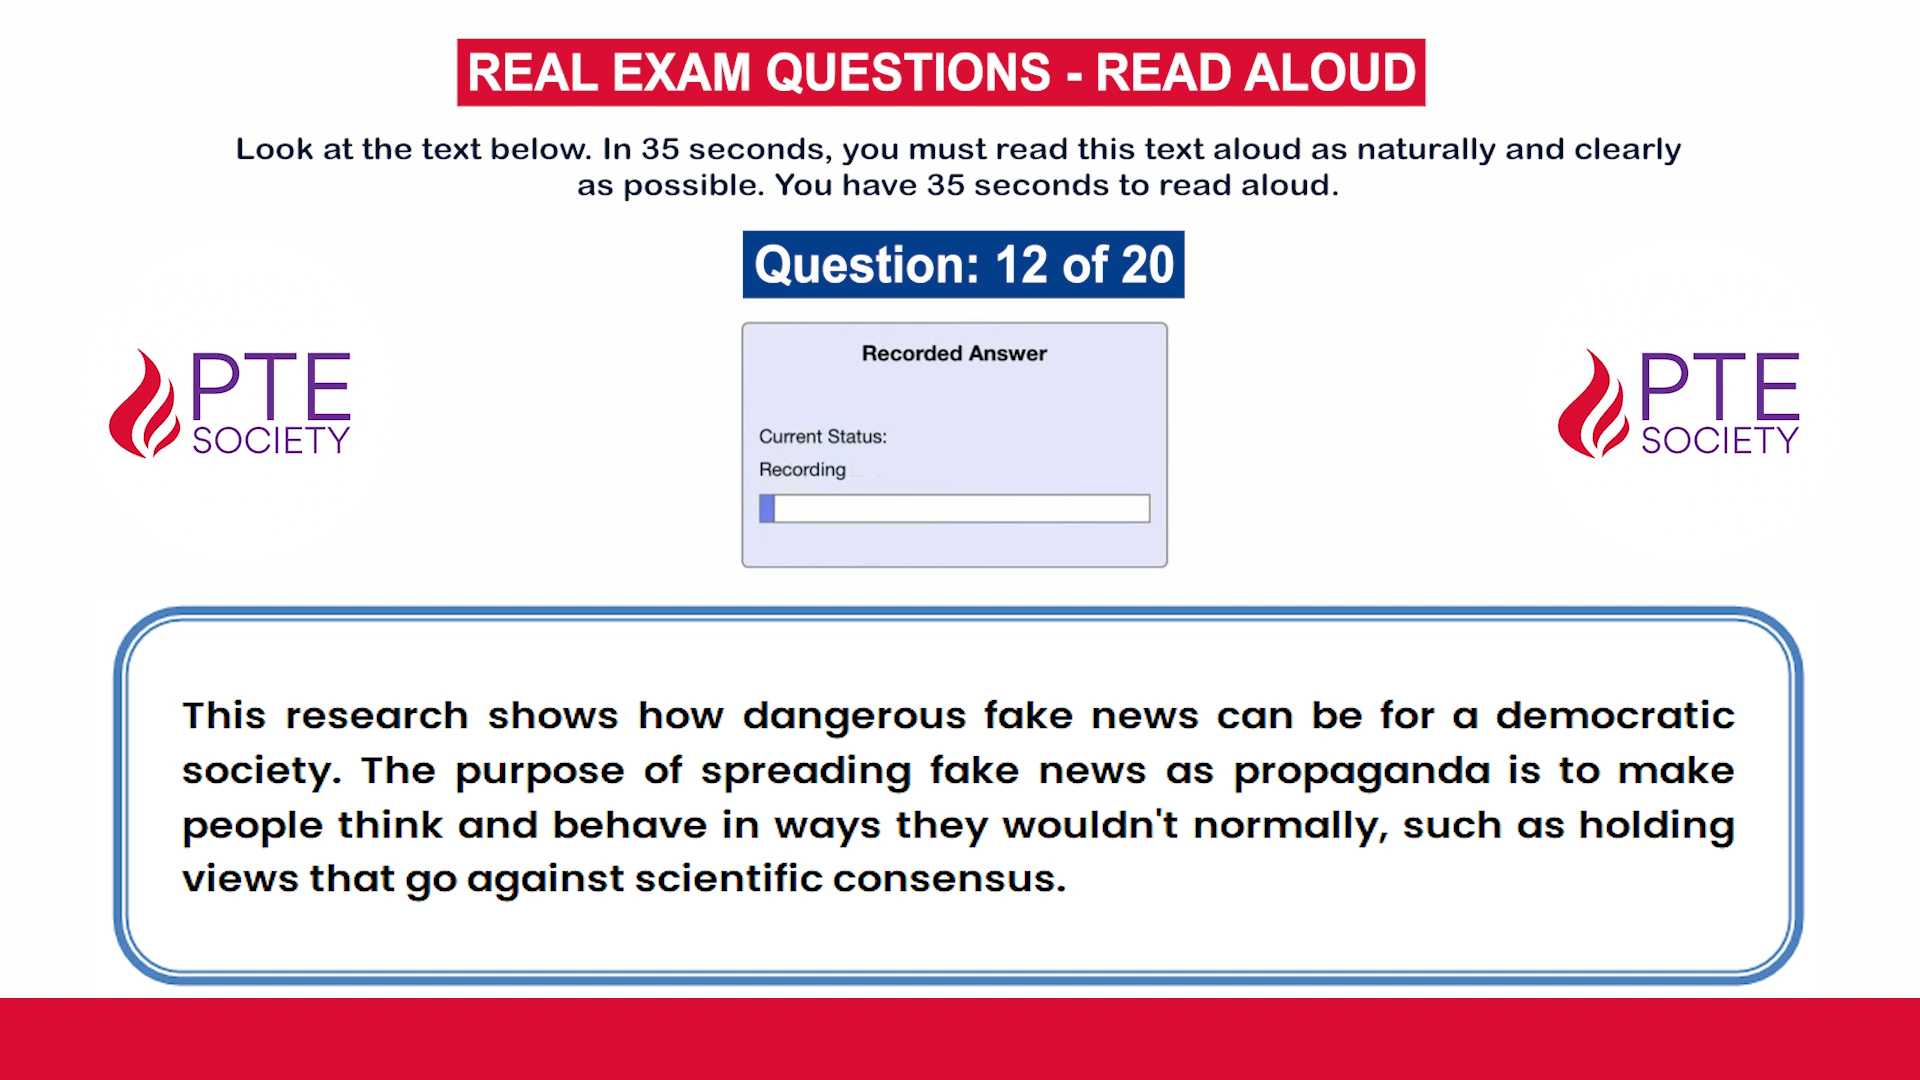 REAL EXAM QUESTIONS - READ ALOUD
Look at the text below. In 35 seconds, you must read this text aloud as naturally and clearly
as possible. You have 35 seconds to read aloud.
Question: 12 of 20
Recorded Answer
Current Status:
Recording
PTE
SOCIETY
PTE
SOCIETY
This research shows how dangerous fake news can be for a democratic
society. The purpose of spreading fake news as propaganda is to make
people think and behave in ways they wouldn't normally, such as holding
views that go against scientific consensus.